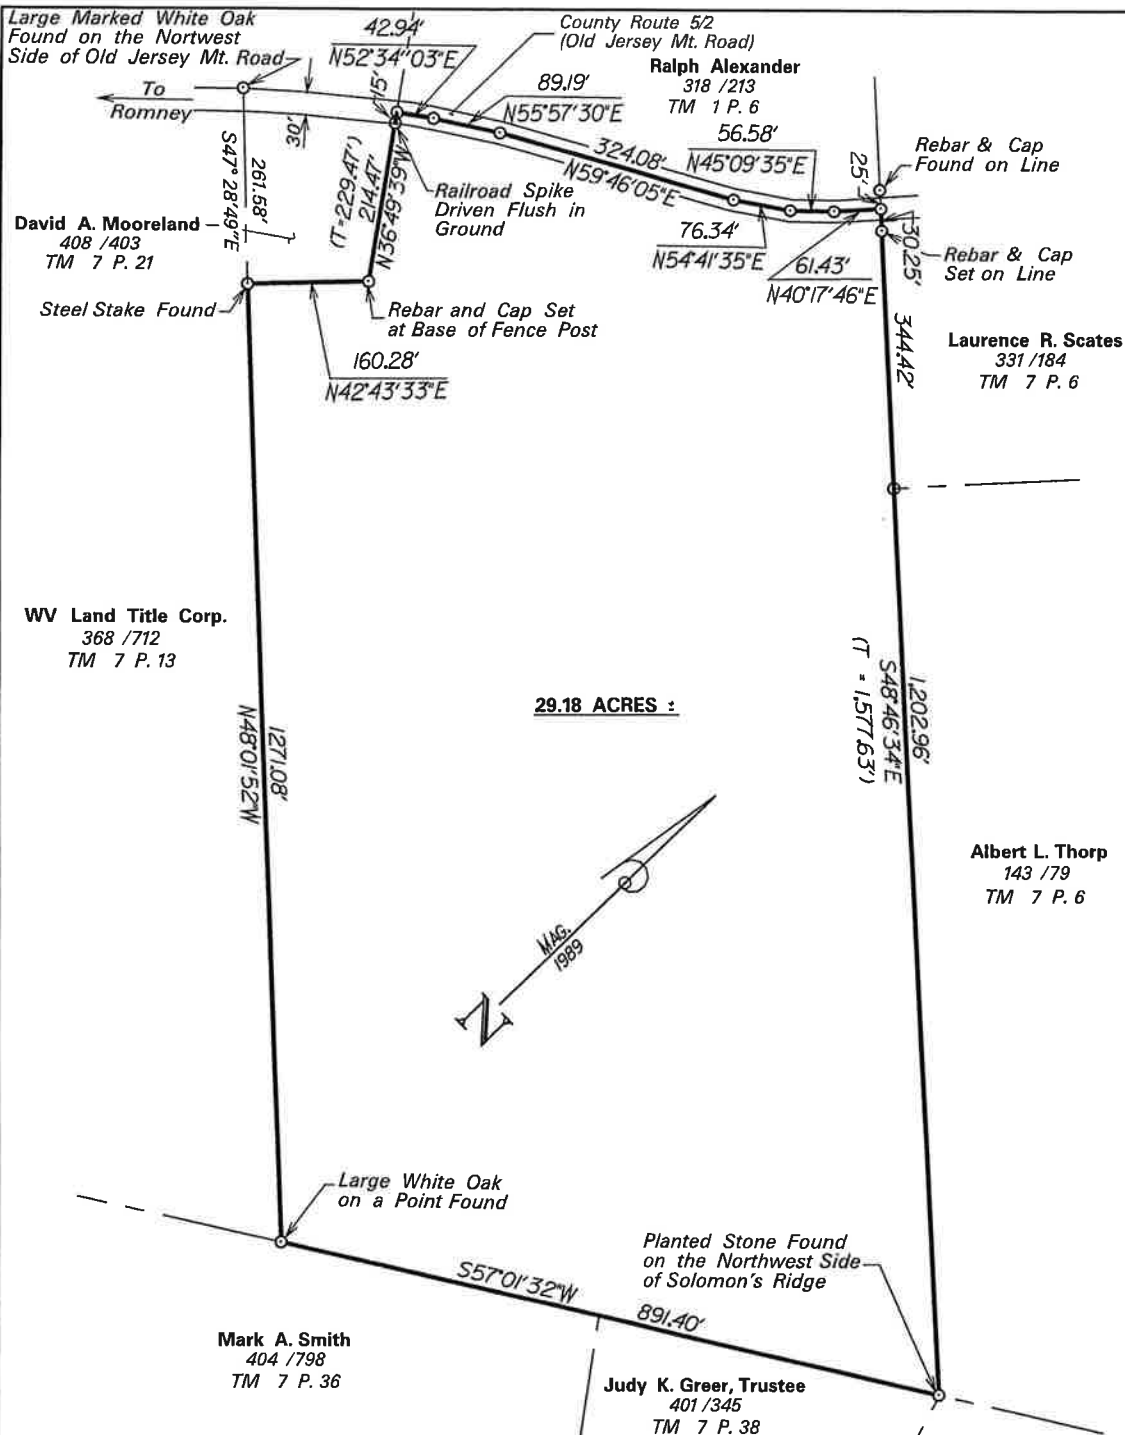 Large Marked White Oak
Found on the Nortwest
Side of Old Jersey Mt. Road
To
Romney
30'
S47°28'49"E
261.58'
42.94'
N52°34''03"E
15'
County Route 5/2
(Old Jersey Mt. Road)
89.19'
N55°57'30"E
Ralph Alexander
318 /213
TM 1 P. 6
324.08'
N59°46'05"E
56.58'
N45°09'35"E
25'
Rebar & Cap
Found on Line
76.34'
N54°41'35"E
61.43'
N40°17'46"E
30.25'
Rebar & Cap
Set on Line
344.42'
David A. Mooreland
408 /403
TM 7 P. 21
(T=229.47')
214.47'
N36°49'39"W
Railroad Spike
Driven Flush in
Ground
Steel Stake Found
Rebar and Cap Set
at Base of Fence Post
160.28'
N42°43'33"E
Laurence R. Scates
331 /184
TM 7 P. 6
WV Land Title Corp.
368 /712
TM 7 P. 13
1271.08'
N48°01'52"W
29.18 ACRES ±
1,202.96'
S48°46'34"E
(T = 1,577.63')
Albert L. Thorp
143 /79
TM 7 P. 6
MAG.
1989
N
Large White Oak
on a Point Found
S57°01'32"W
891.40'
Planted Stone Found
on the Northwest Side
of Solomon's Ridge
Mark A. Smith
404 /798
TM 7 P. 36
Judy K. Greer, Trustee
401 /345
TM 7 P. 38